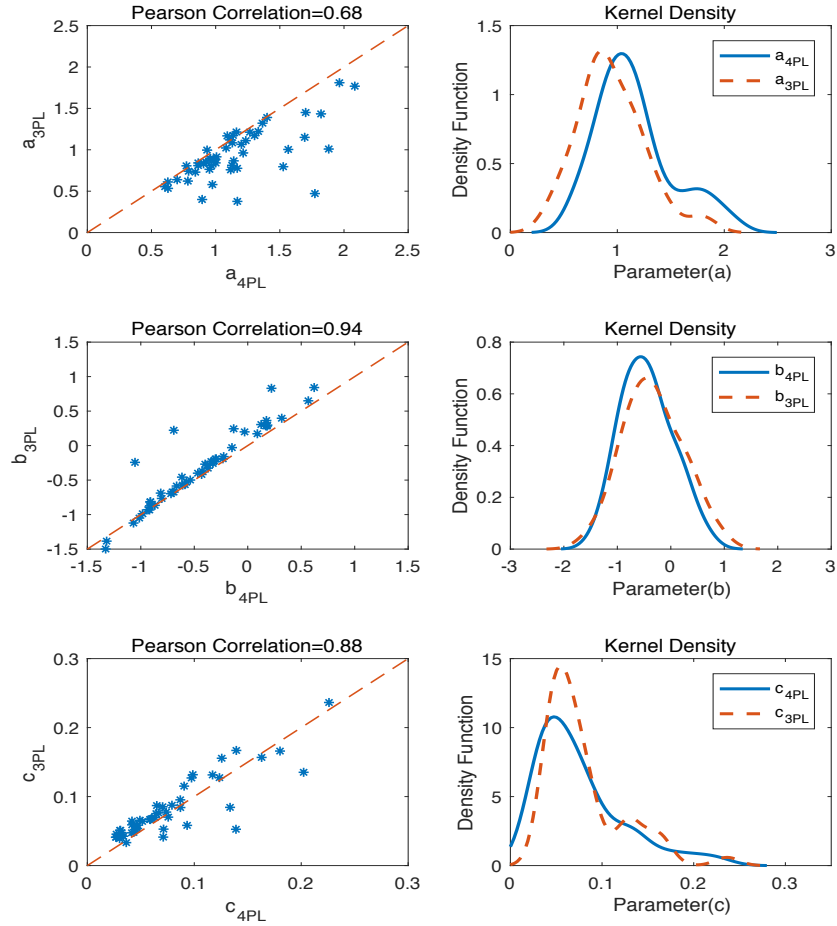 Pearson Correlation=0.68
2.5
2
1.5
1
0.5
0
0 0.5 1 1.5 2 2.5
a3PL
a4PL
Kernel Density
1.5
1
0.5
0
0 1 2 3
Density Function
Parameter(a)
a4PL
a3PL
Pearson Correlation=0.94
1.5
1
0.5
0
-0.5
-1
-1.5
-1.5 -1 -0.5 0 0.5 1 1.5
b3PL
b4PL
Kernel Density
0.8
0.6
0.4
0.2
0
-3 -2 -1 0 1 2 3
Density Function
Parameter(b)
b4PL
b3PL
Pearson Correlation=0.88
0.3
0.2
0.1
0
0 0.1 0.2 0.3
c3PL
c4PL
Kernel Density
15
10
5
0
0 0.1 0.2 0.3
Density Function
Parameter(c)
c4PL
c3PL